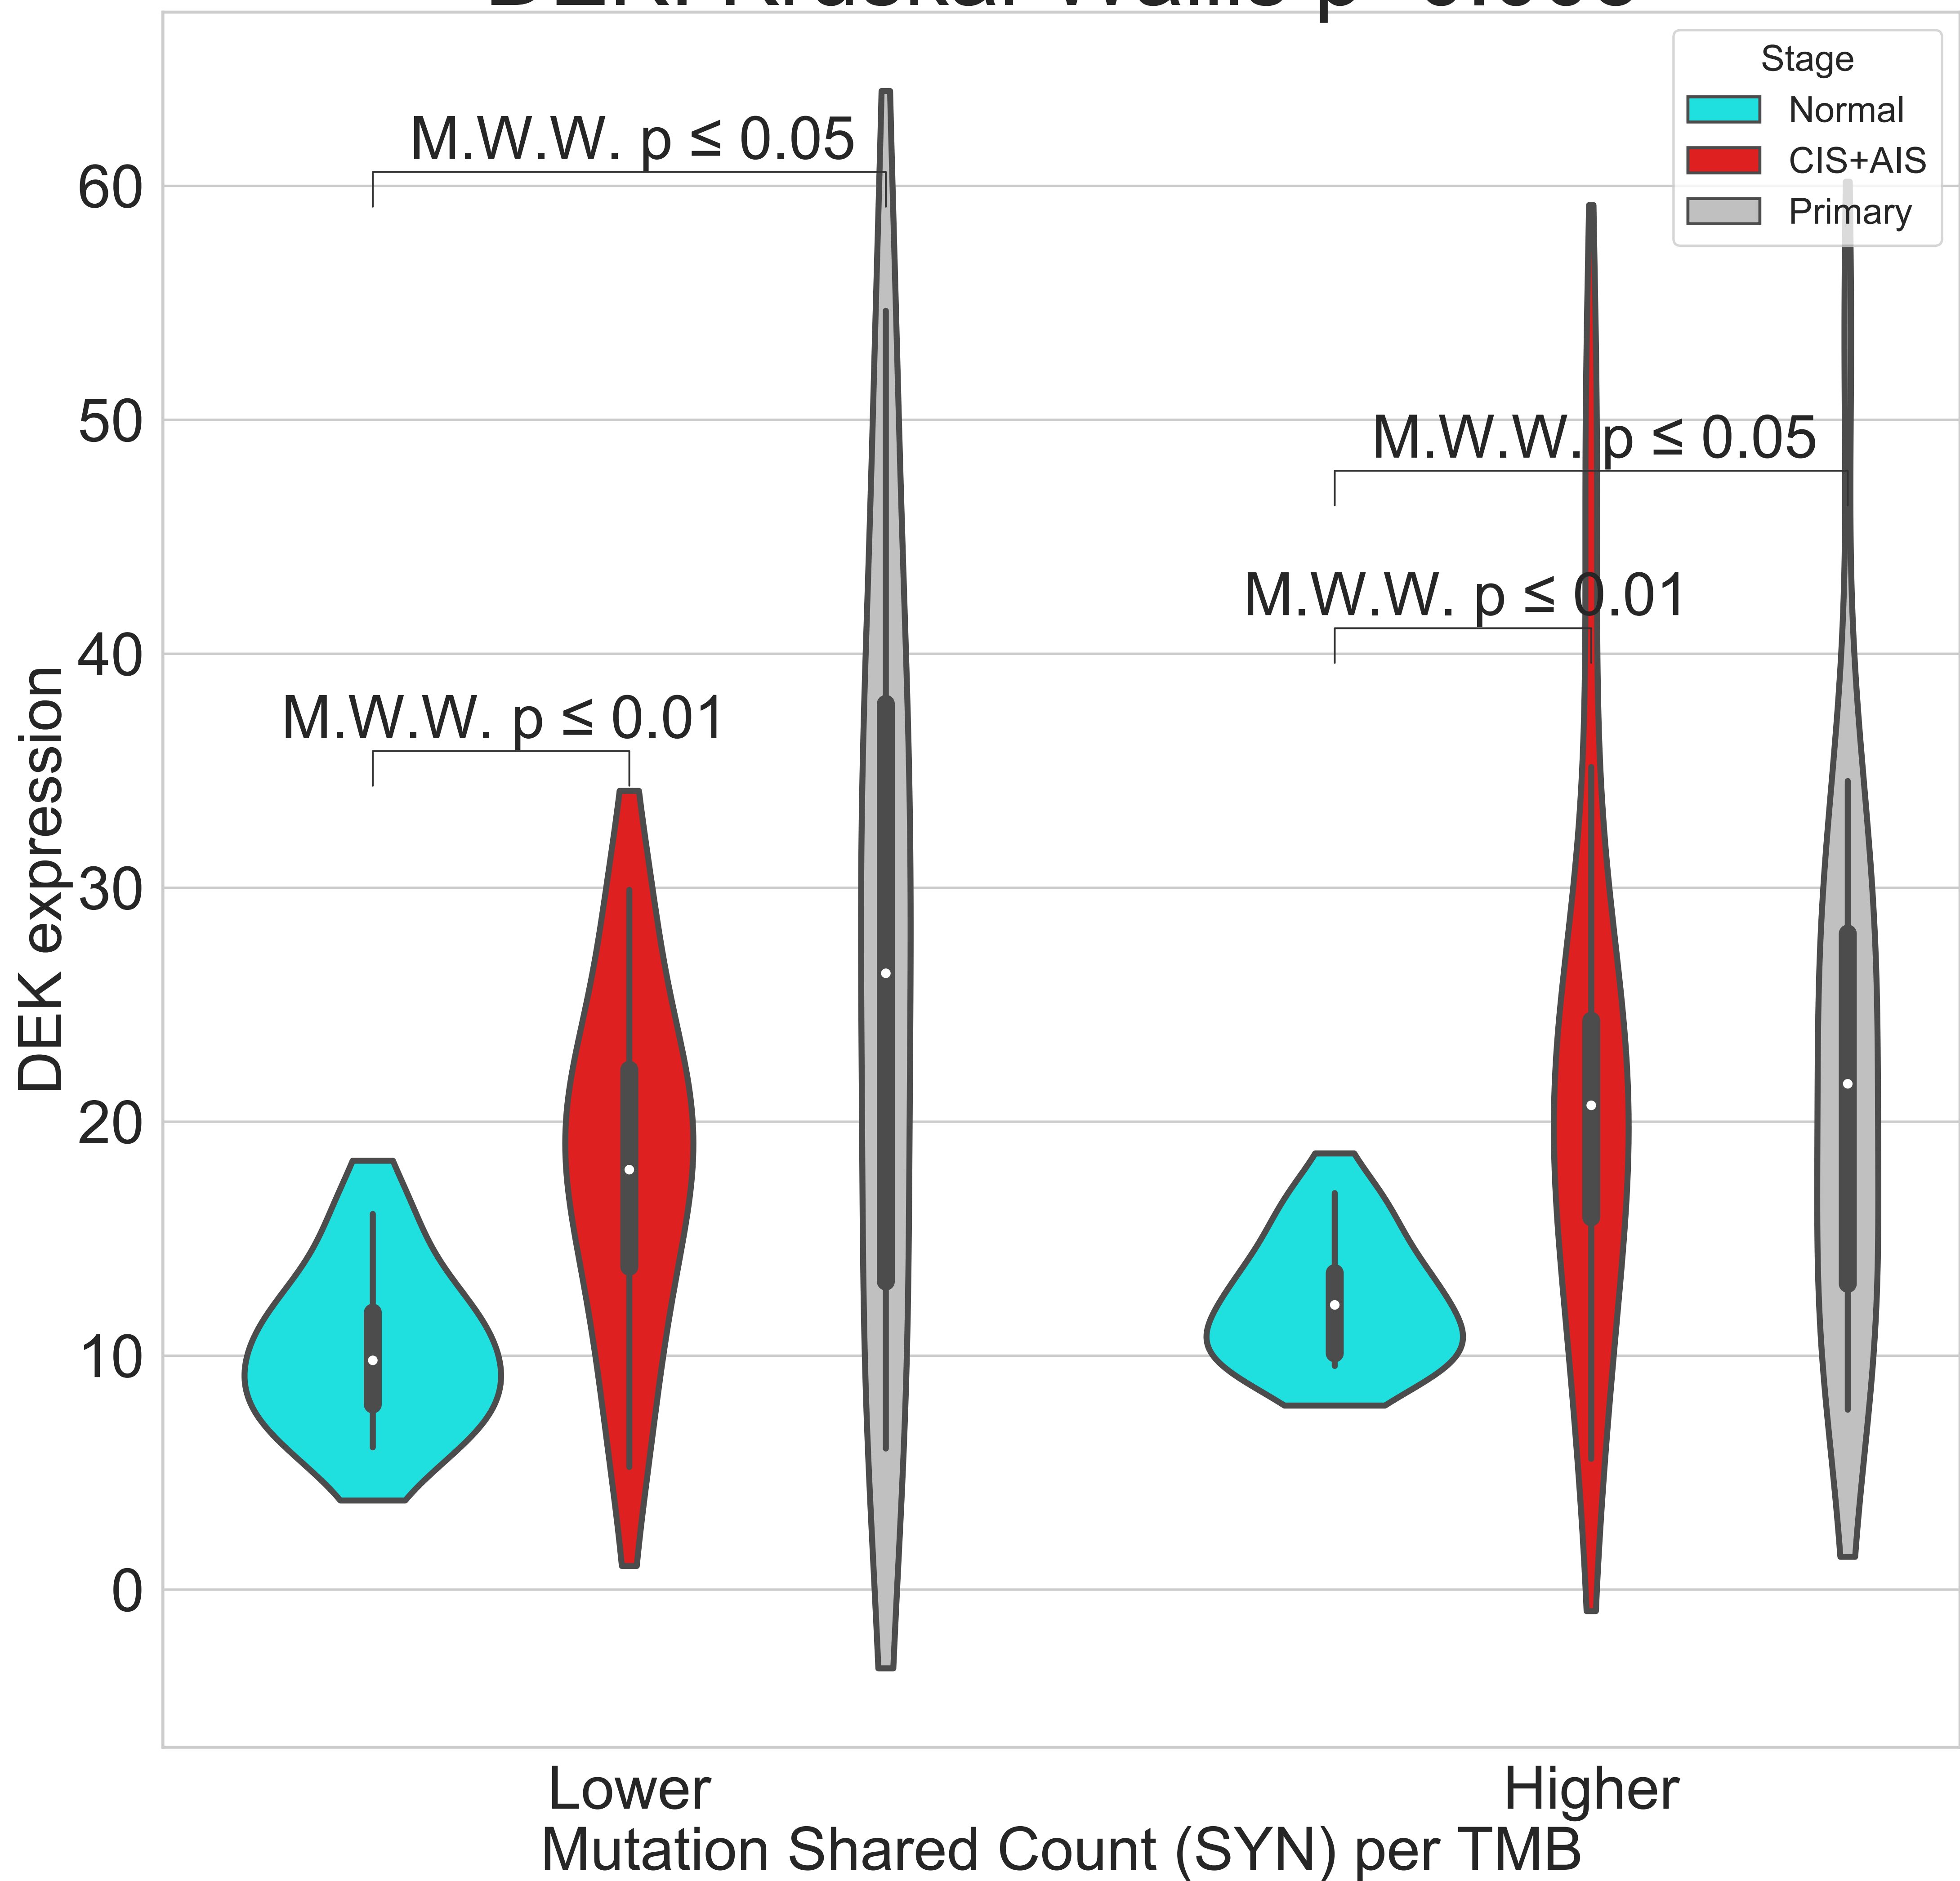 Stage
Normal
CIS+AIS
Primary
M.W.W. p ≤ 0.05
M.W.W. p ≤ 0.05
M.W.W. p ≤ 0.01
M.W.W. p ≤ 0.01
60
50
40
30
20
10
0
DEK expression
Lower
Higher
Mutation Shared Count (SYN) per TMB